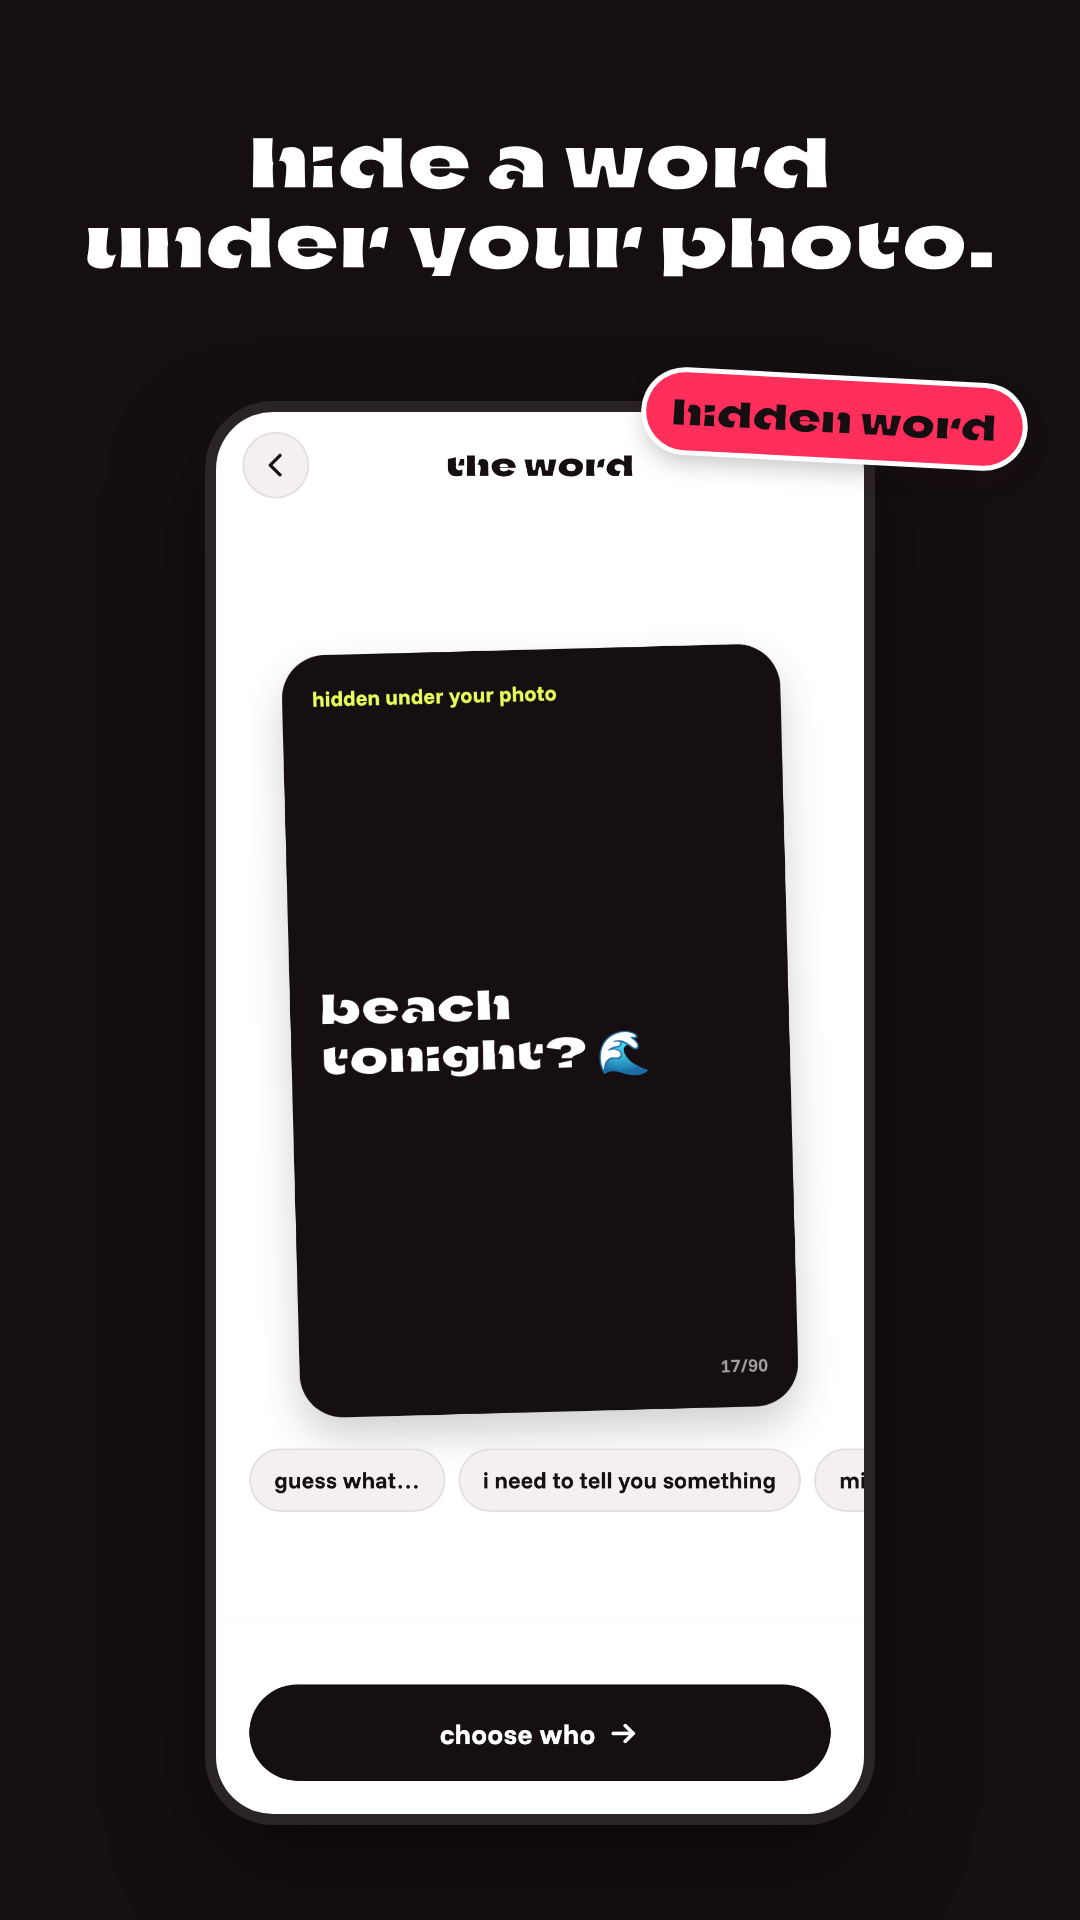 hide a word
under your photo.
hidden word
the word
hidden under your photo
beach
tonight? 🌊
17/90
guess what...
i need to tell you something
mi
choose who →